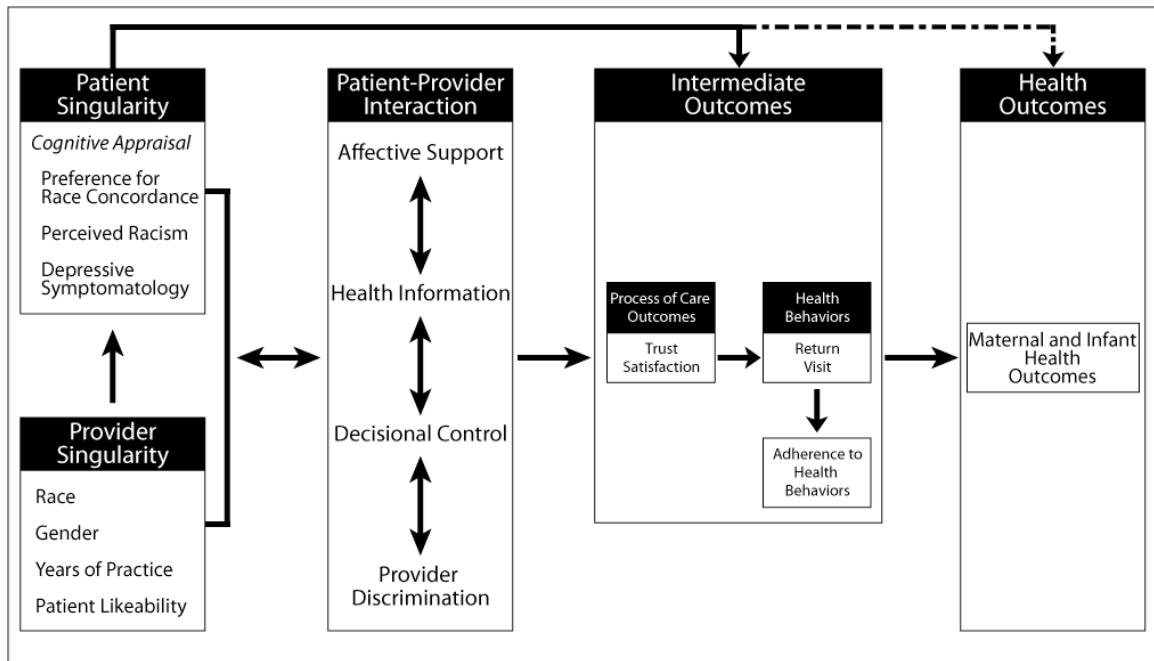 Patient
Singularity
Cognitive Appraisal
Preference for
Race Concordance
Perceived Racism
Depressive
Symptomatology
Provider
Singularity
Race
Gender
Years of Practice
Patient Likeability
Patient-Provider
Interaction
Affective Support
Health Information
Decisional Control
Provider
Discrimination
Intermediate
Outcomes
Process of Care
Outcomes
Trust
Satisfaction
Health
Behaviors
Return
Visit
Adherence to
Health
Behaviors
Health
Outcomes
Maternal and Infant
Health
Outcomes